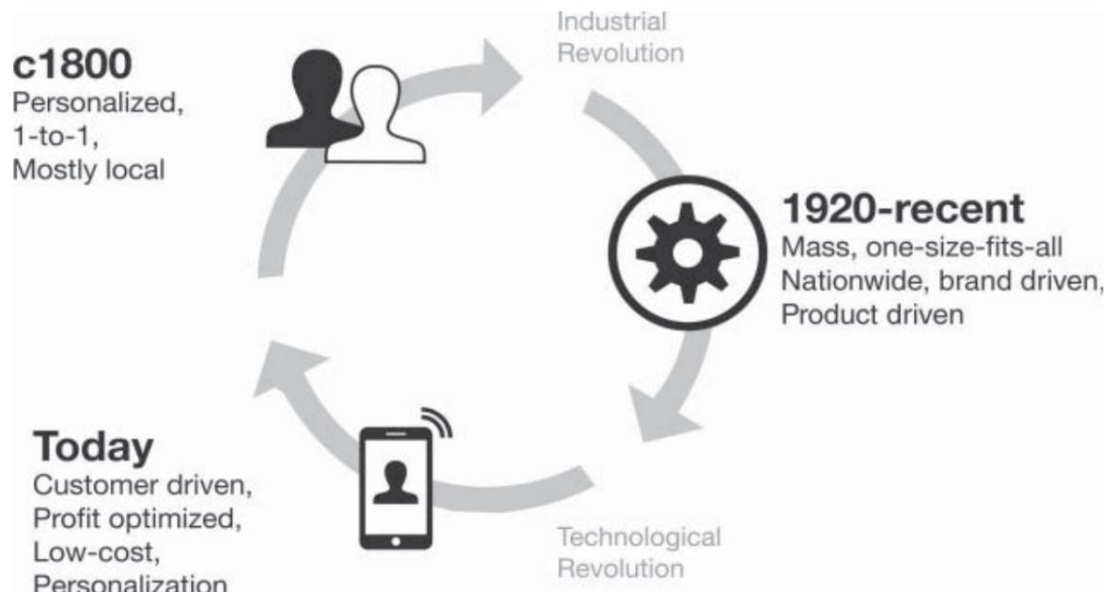 c1800
Personalized,
1-to-1,
Mostly local
Industrial
Revolution
1920-recent
Mass, one-size-fits-all
Nationwide, brand driven,
Product driven
Technological
Revolution
Today
Customer driven,
Profit optimized,
Low-cost,
Personalization